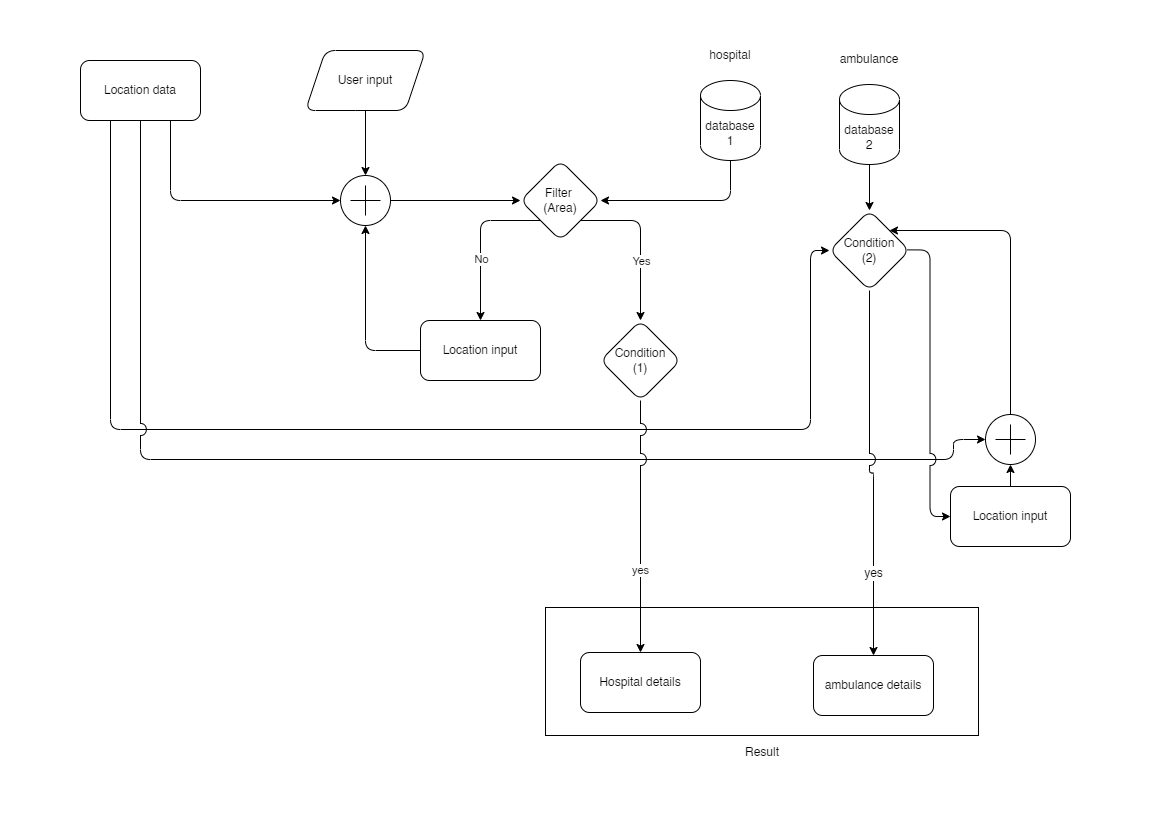 hospital
ambulance
Location data
User input
database
1
database
2
Filter
(Area)
Condition
(2)
No
Yes
Location input
Condition
(1)
Location input
yes
yes
Hospital details
ambulance details
Result